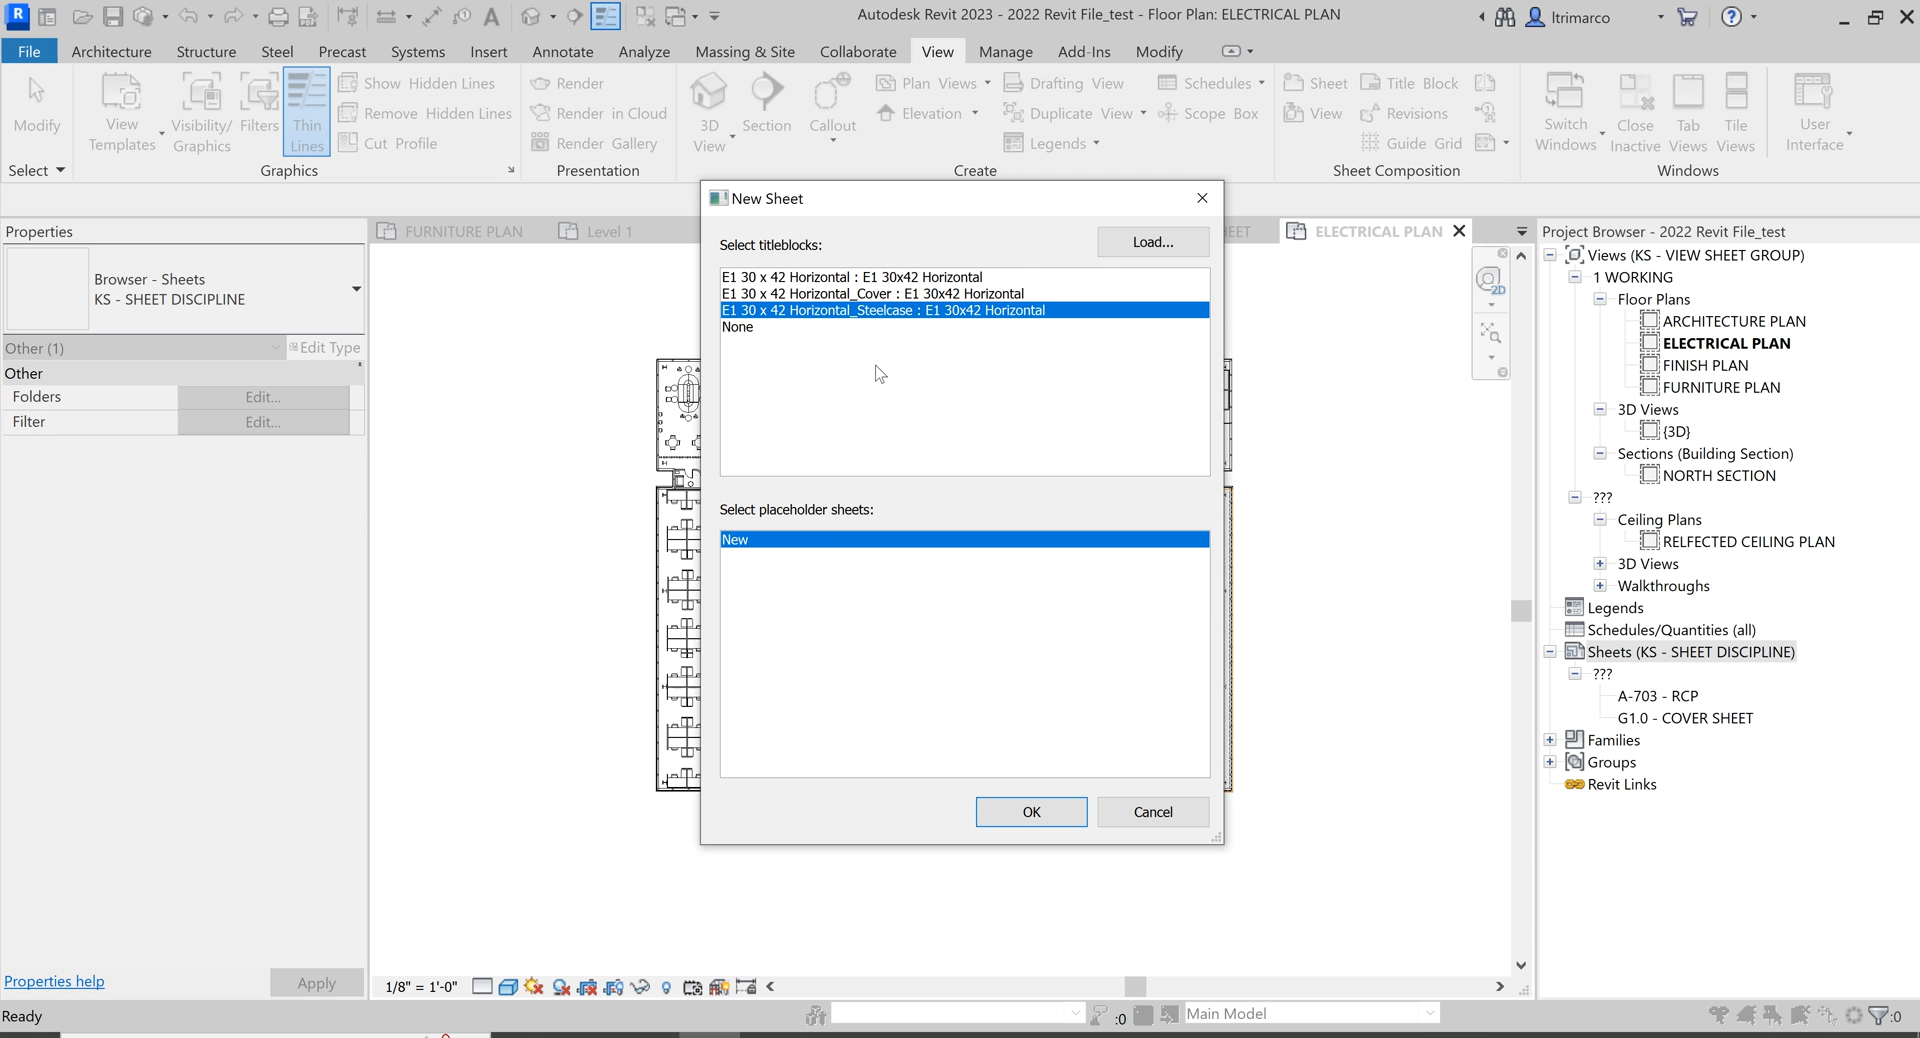 R
Autodesk Revit 2023 - 2022 Revit File_test - Floor Plan: ELECTRICAL PLAN
ltrimarco
File Architecture Structure Steel Precast Systems Insert Annotate Analyze Massing & Site Collaborate View Manage Add-Ins Modify
Modify
View Templates
Visibility/ Graphics
Filters
Thin Lines
Show Hidden Lines
Remove Hidden Lines
Cut Profile
Render
Render in Cloud
Render Gallery
3D View
Section
Callout
Plan Views
Elevation
Drafting View
Duplicate View
Legends
Schedules
Scope Box
Sheet
View
Title Block
Revisions
Guide Grid
Switch Windows
Close Inactive
Tab Views
Tile Views
User Interface
Select Graphics Presentation Create Sheet Composition Windows
Properties
Browser - Sheets
KS - SHEET DISCIPLINE
Other (1) Edit Type
Other
Folders Edit...
Filter Edit...
Properties help Apply
FURNITURE PLAN Level 1 EET ELECTRICAL PLAN
2D
New Sheet
Select titleblocks: Load...
E1 30 x 42 Horizontal : E1 30x42 Horizontal
E1 30 x 42 Horizontal_Cover : E1 30x42 Horizontal
E1 30 x 42 Horizontal_Steelcase : E1 30x42 Horizontal
None
Select placeholder sheets:
New
OK Cancel
Project Browser - 2022 Revit File_test
Views (KS - VIEW SHEET GROUP)
1 WORKING
Floor Plans
ARCHITECTURE PLAN
ELECTRICAL PLAN
FINISH PLAN
FURNITURE PLAN
3D Views
{3D}
Sections (Building Section)
NORTH SECTION
???
Ceiling Plans
RELFECTED CEILING PLAN
3D Views
Walkthroughs
Legends
Schedules/Quantities (all)
Sheets (KS - SHEET DISCIPLINE)
???
A-703 - RCP
G1.0 - COVER SHEET
Families
Groups
Revit Links
1/8" = 1'-0"
Ready
:0
Main Model
:0